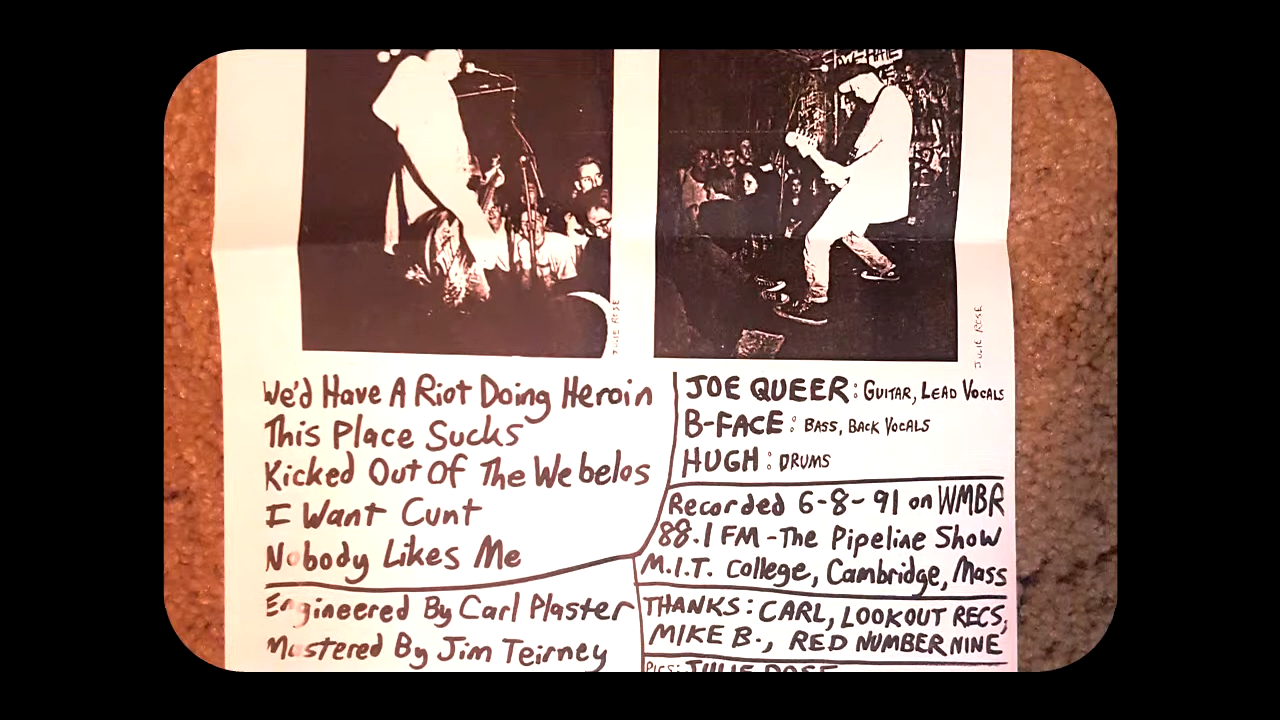 JULIE ROSE
JULIE ROSE
We'd Have A Riot Doing Heroin
This Place Sucks
Kicked Out Of The Webelos
I Want Cunt
Nobody Likes Me
Engineered By Carl Plaster
Mastered By Jim Teirney
JOE QUEER: GUITAR, LEAD VOCALS
B-FACE: BASS, BACK VOCALS
HUGH: DRUMS
Recorded 6-8-91 on WMBR
88.1 FM - The Pipeline Show
M.I.T. College, Cambridge, Mass
THANKS: CARL, LOOKOUT RECS,
MIKE B., RED NUMBER NINE
PICS: JULIE ROSE